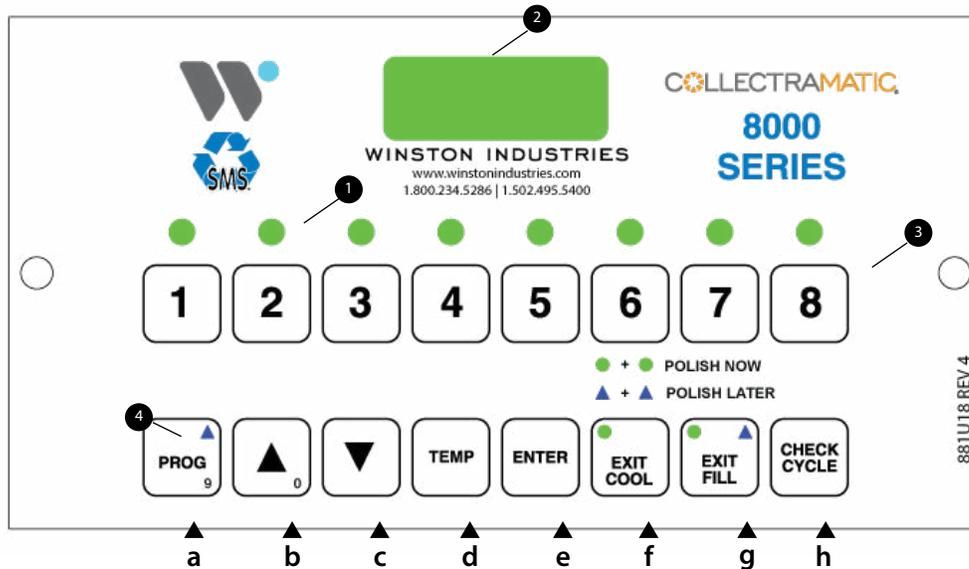 2
COLLECTRAMATIC®
8000
SERIES
W
SMS
WINSTON INDUSTRIES
www.winstonindustries.com
1.800.234.5286 | 1.502.495.5400
1
3
1 2 3 4 5 6 7 8
● + ● POLISH NOW
▲ + ▲ POLISH LATER
881U18 REV 4
4
PROG 9
▲ 0
▼
TEMP
ENTER
EXIT
COOL
EXIT
FILL
CHECK
CYCLE
a b c d e f g h